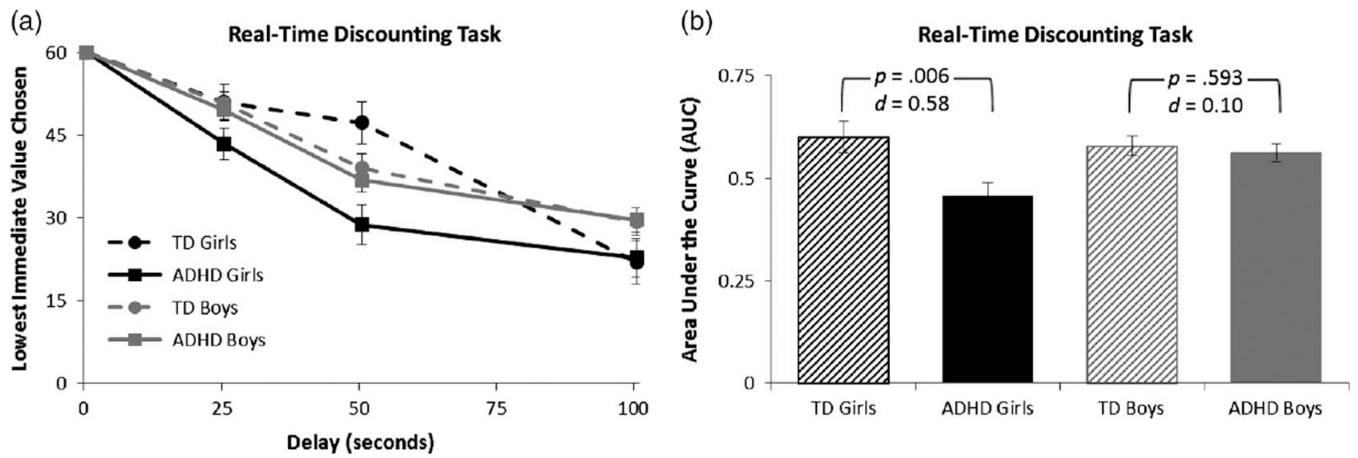 (a)
Real-Time Discounting Task
Lowest Immediate Value Chosen
60
45
30
15
0
TD Girls
ADHD Girls
TD Boys
ADHD Boys
0 25 50 75 100
Delay (seconds)
(b)
Real-Time Discounting Task
Area Under the Curve (AUC)
0.75
0.5
0.25
0
p = .006
d = 0.58
p = .593
d = 0.10
TD Girls ADHD Girls TD Boys ADHD Boys